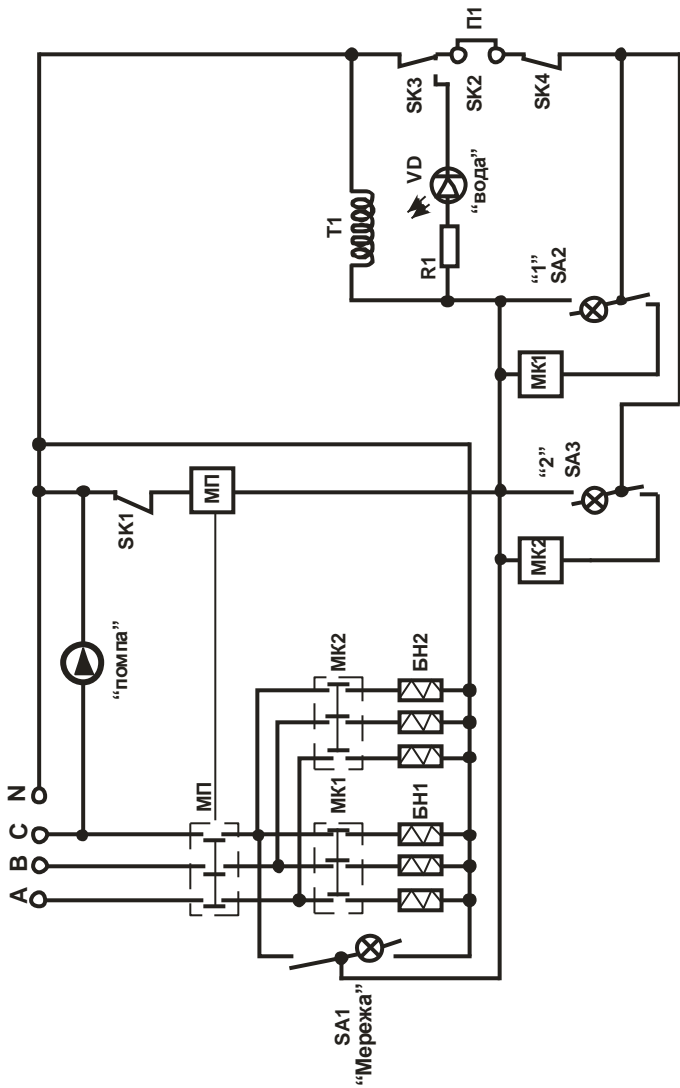 A
B
C
N
“помпа”
SK1
МП
МП
МК1
МК2
БН1
БН2
SA1
“Мережа”
МК2
“2”
SA3
МК1
“1”
SA2
T1
R1
VD
“вода”
SK3
SK2
П1
SK4